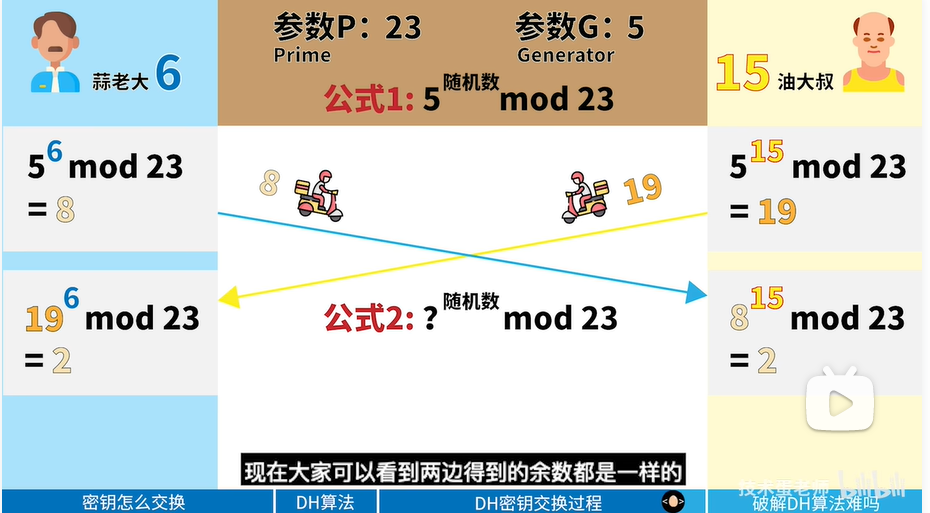 参数P：23
Prime
参数G：5
Generator
公式1: 5随机数 mod 23
蒜老大 6
15 油大叔
5^6 mod 23
= 8
8
19
5^15 mod 23
= 19
19^6 mod 23
= 2
公式2: ?随机数 mod 23
8^15 mod 23
= 2
现在大家可以看到两边得到的余数都是一样的
技术蛋老师 bilibili
密钥怎么交换
DH算法
DH密钥交换过程
破解DH算法难吗